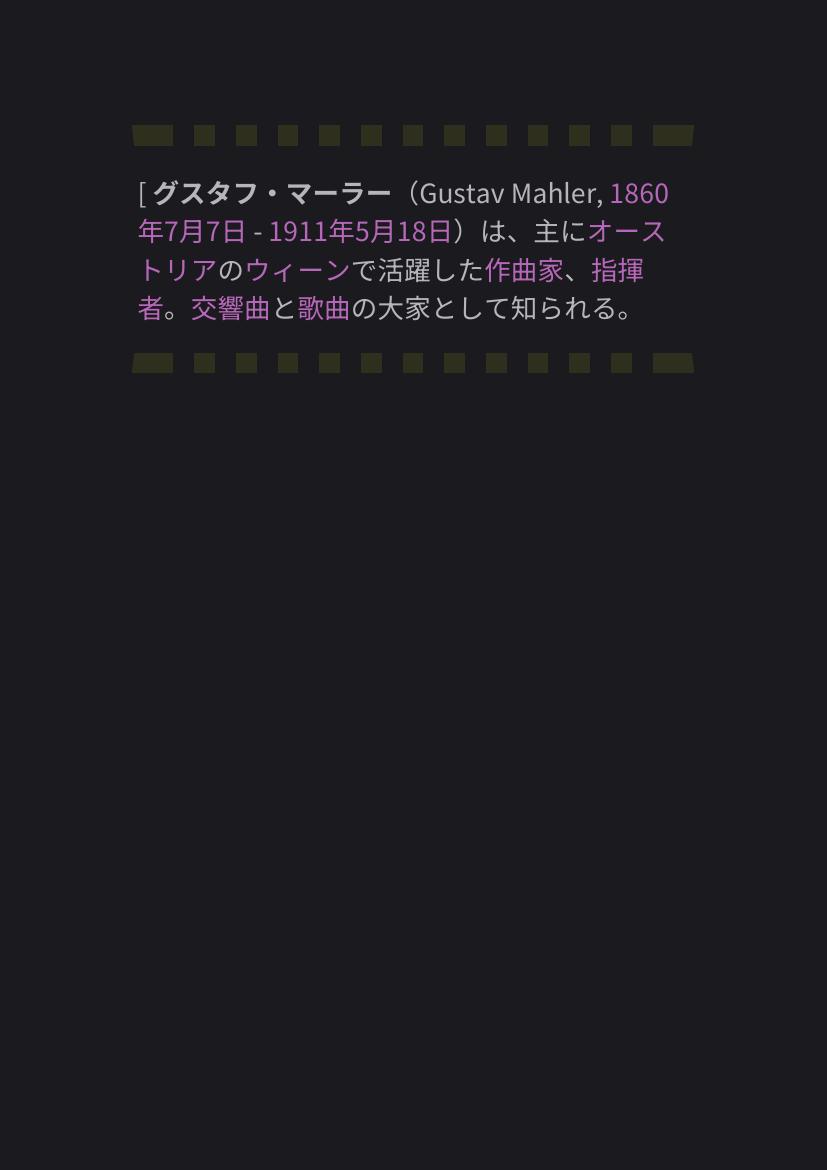 [ グスタフ・マーラー（Gustav Mahler, 1860
年7月7日 - 1911年5月18日）は、主にオース
トリアのウィーンで活躍した作曲家、指揮
者。交響曲と歌曲の大家として知られる。